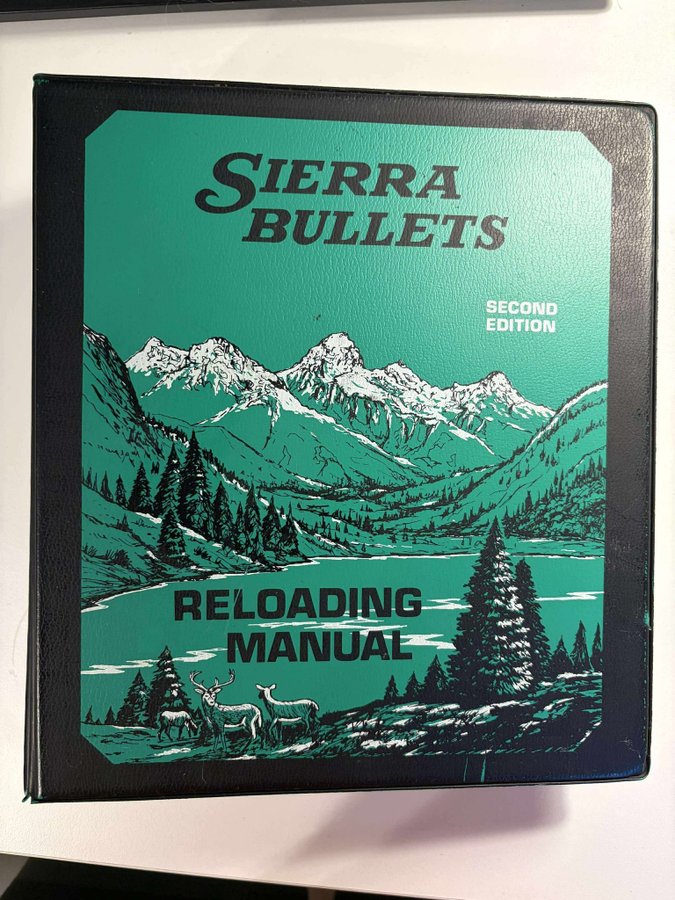 SIERRA
BULLETS
SECOND
EDITION
RELOADING
MANUAL